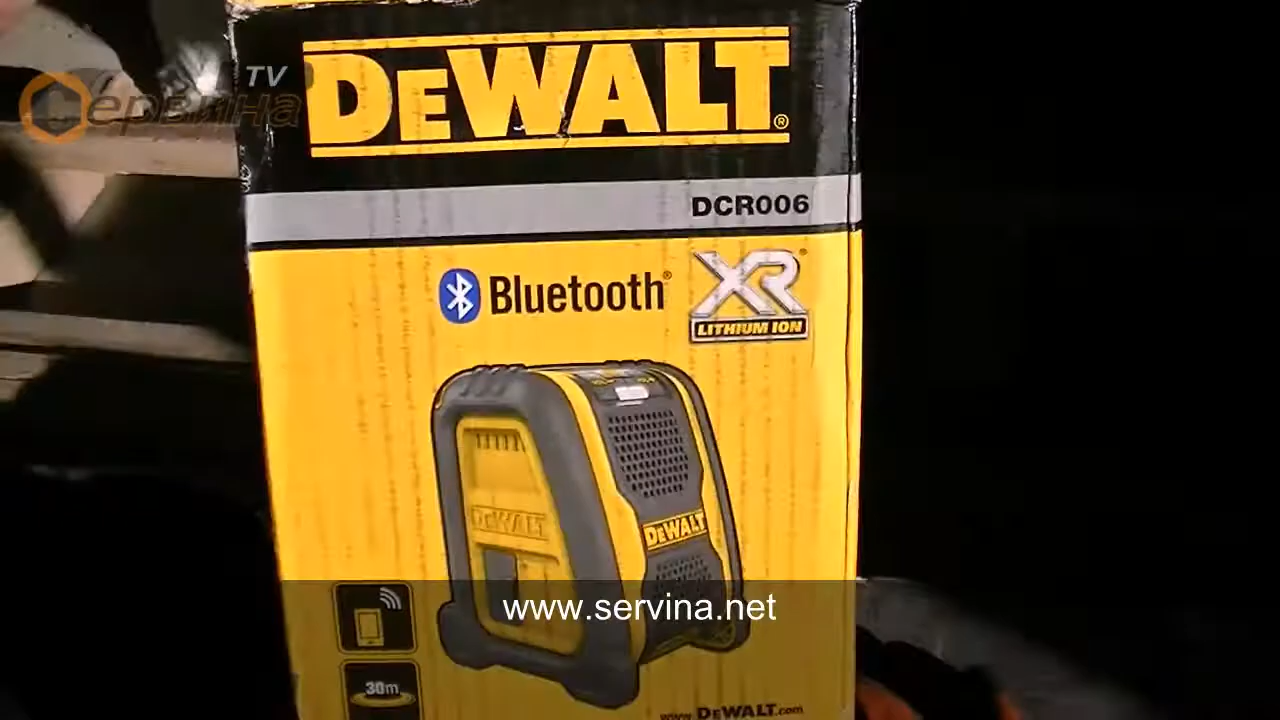 TV
Сервина
DEWALT®
DCR006
Bluetooth®
XR®
LITHIUM ION
DEWALT
DEWALT
www.servina.net
30m
www.DEWALT.com